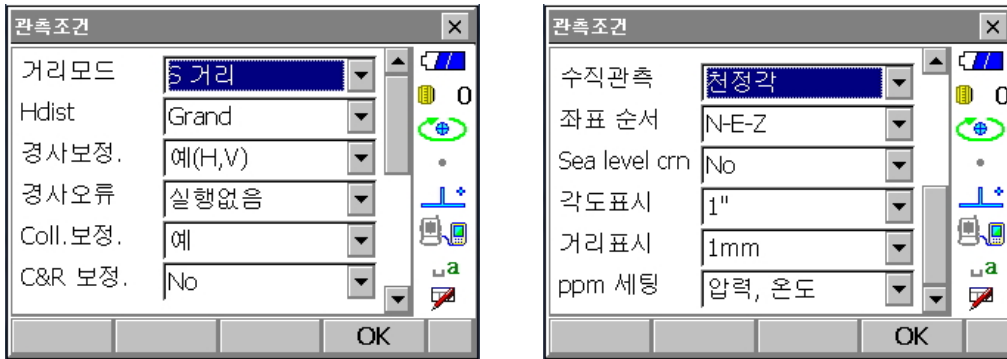 관측조건
거리모드 S 거리
Hdist Grand
경사보정. 예(H,V)
경사오류 실행없음
Coll.보정. 예
C&R 보정. No
0
a
OK
관측조건
수직관측 천정각
좌표 순서 N-E-Z
Sea level crn No
각도표시 1"
거리표시 1mm
ppm 세팅 압력, 온도
0
a
OK